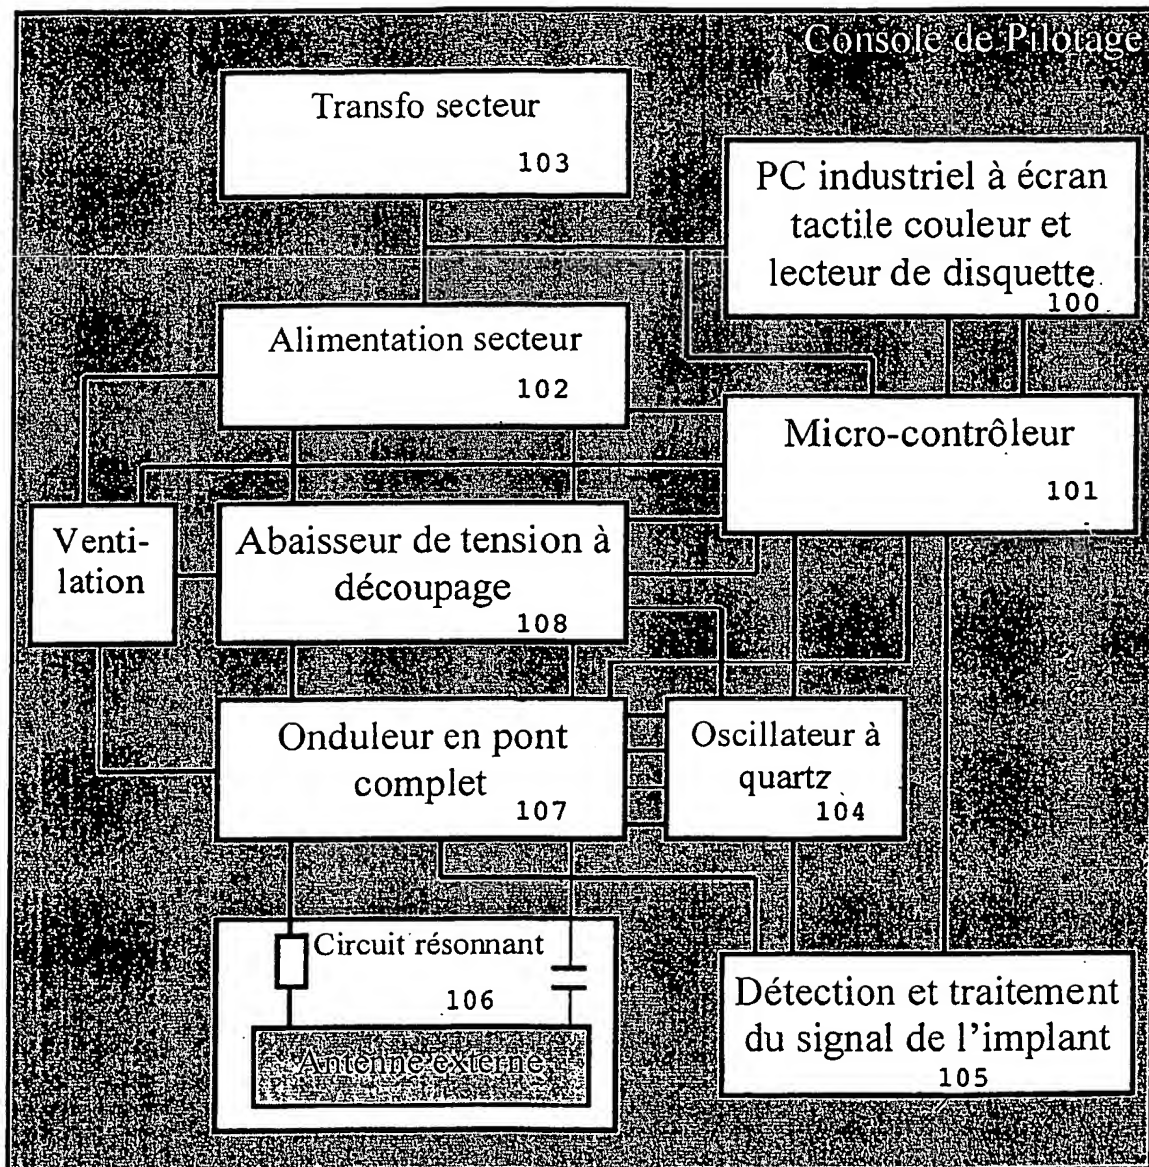 Console de Pilotage
Transfo secteur
103
PC industriel à écran
tactile couleur et
lecteur de disquette
100
Alimentation secteur
102
Micro-contrôleur
101
Venti-
lation
Abaisseur de tension à
découpage
108
Onduleur en pont
complet
107
Oscillateur à
quartz
104
Circuit résonnant
106
Antenne externe
Détection et traitement
du signal de l'implant
105